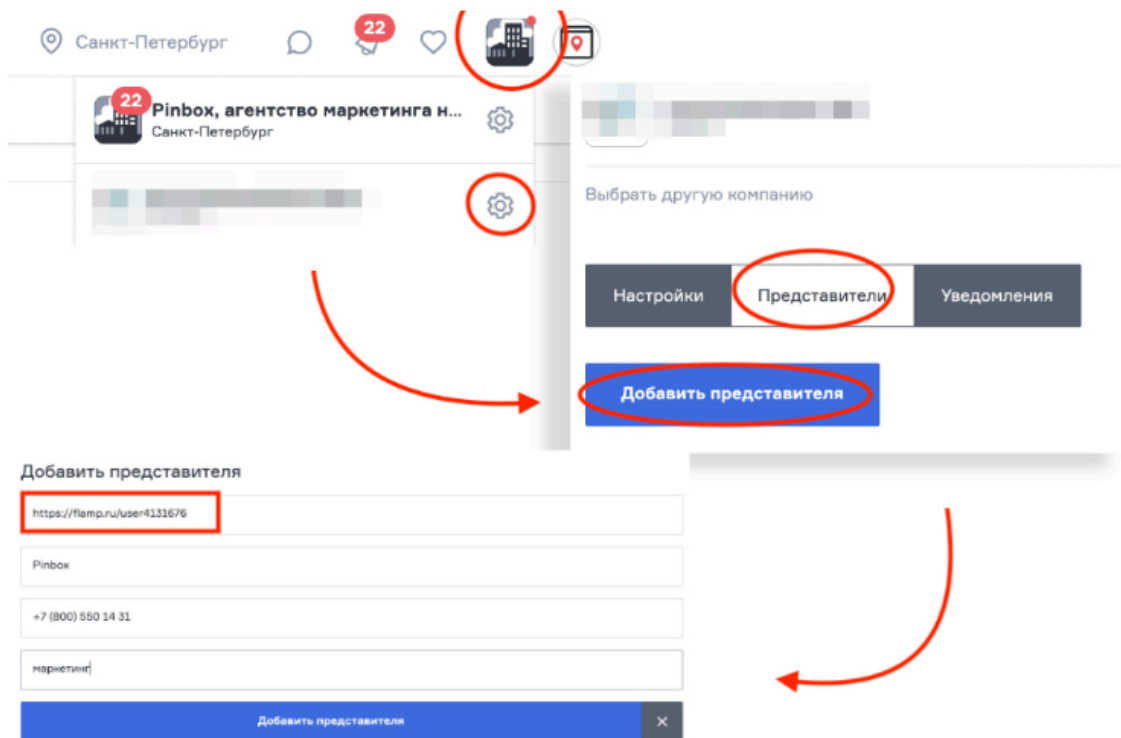 Санкт-Петербург
22
22
Pinbox, агентство маркетинга н...
Санкт-Петербург
Выбрать другую компанию
Настройки
Представители
Уведомления
Добавить представителя
Добавить представителя
https://flamp.ru/user4131676
Pinbox
+7 (800) 550 14 31
маркетинг
Добавить представителя